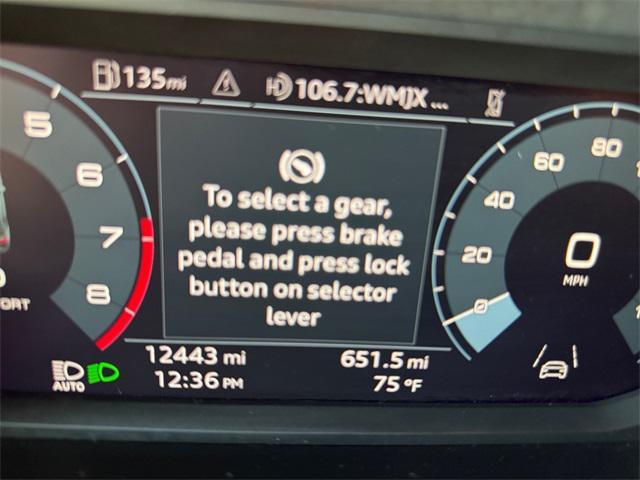 135mi HD 106.7:WMJX ...
5
6
7
8
ORT
To select a gear,
please press brake
pedal and press lock
button on selector
lever
80
60
40
20
0
0
MPH
12443 mi
651.5 mi
AUTO
12:36 PM
75 °F